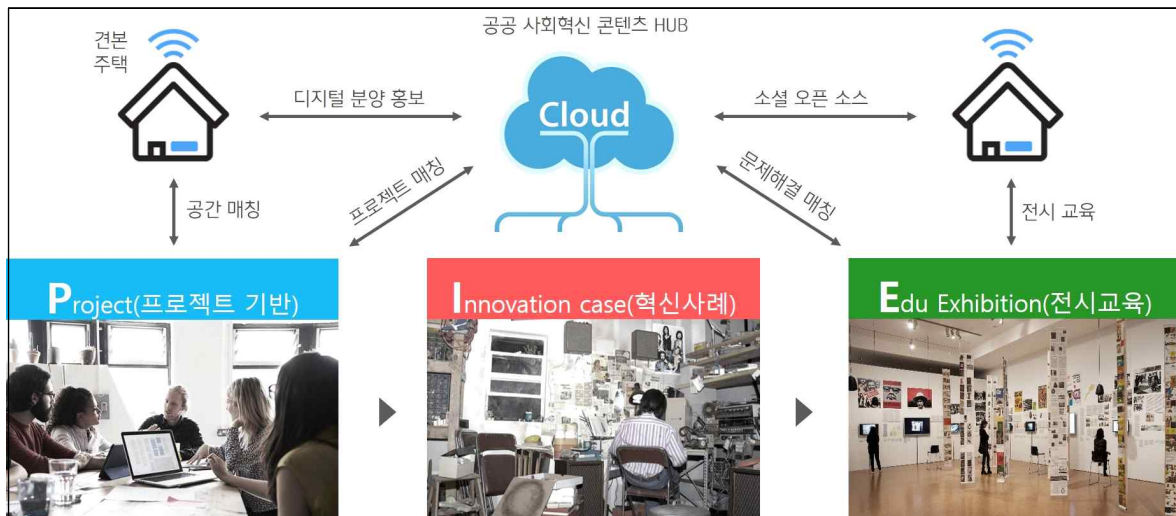 공공 사회혁신 콘텐츠 HUB
견본
주택
디지털 분양 홍보
Cloud
소셜 오픈 소스
공간 매칭
프로젝트 매칭
문제해결 매칭
전시 교육
Project(프로젝트 기반)
Innovation case(혁신사례)
Edu Exhibition(전시교육)